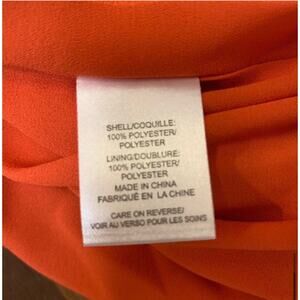 SHELL/COQUILLE:
100% POLYESTER/
POLYESTER
LINING/DOUBLURE:
100% POLYESTER/
POLYESTER
MADE IN CHINA
FABRIQUÉ EN LA CHINE
CARE ON REVERSE/
VOIR AU VERSO POUR LES SOINS